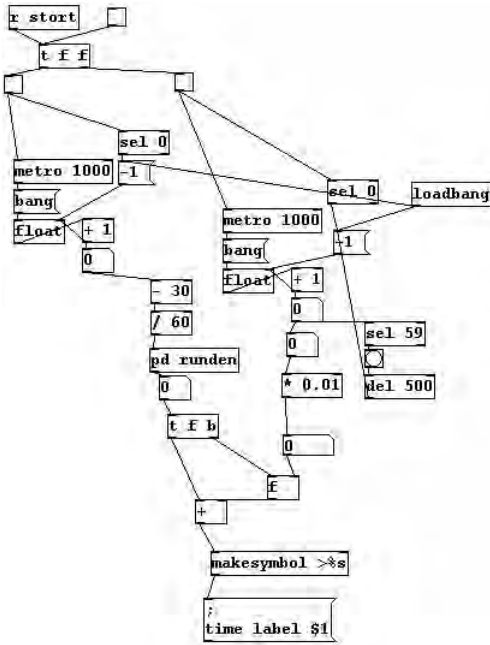 r stort
t f f
sel 0
metro 1000
-1
sel 0
loadbang
bang
metro 1000
float
+ 1
bang
-1
0
float
+ 1
- 30
0
/ 60
sel 59
0
pd runden
0
* 0.01
del 500
t f b
0
f
+
makesymbol >%s
;
time label $1